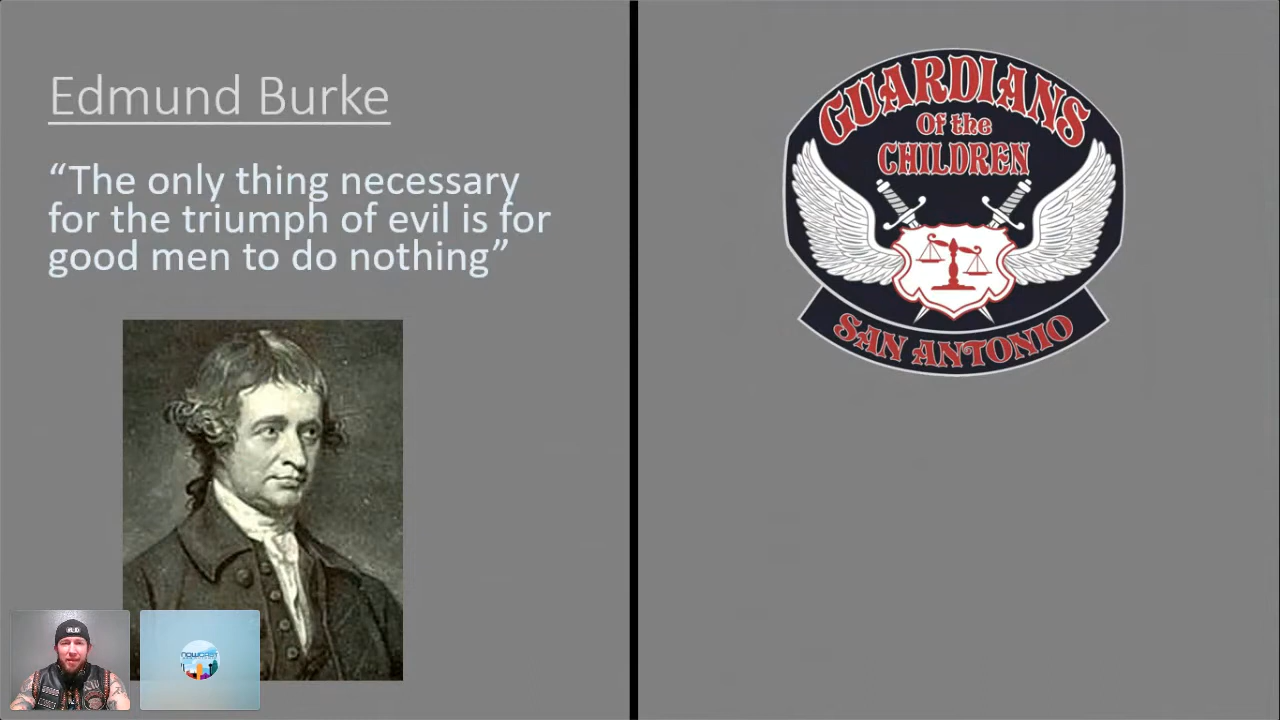 Edmund Burke
“The only thing necessary
for the triumph of evil is for
good men to do nothing”
GUARDIANS
Of the
CHILDREN
SAN ANTONIO
NOWCAST